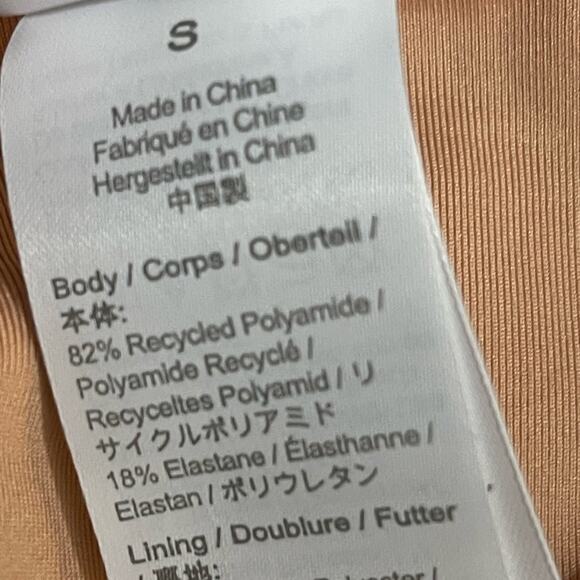 S
Made in China
Fabriqué en Chine
Hergestellt in China
中国製
Body / Corps / Oberteil /
本体:
82% Recycled Polyamide /
Polyamide Recyclé /
Recyceltes Polyamid / リ
サイクルポリアミド
18% Elastane / Élasthanne /
Elastan / ポリウレタン
Lining / Doublure / Futter
/ 裏地: